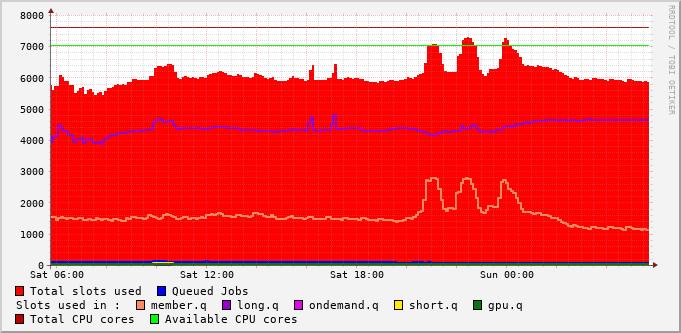 8000
7000
6000
5000
4000
3000
2000
1000
0
Sat 06:00 Sat 12:00 Sat 18:00 Sun 00:00
RRDTOOL / TOBI OETIKER
Total slots used Queued Jobs
Slots used in : member.q long.q ondemand.q short.q gpu.q
Total CPU cores Available CPU cores